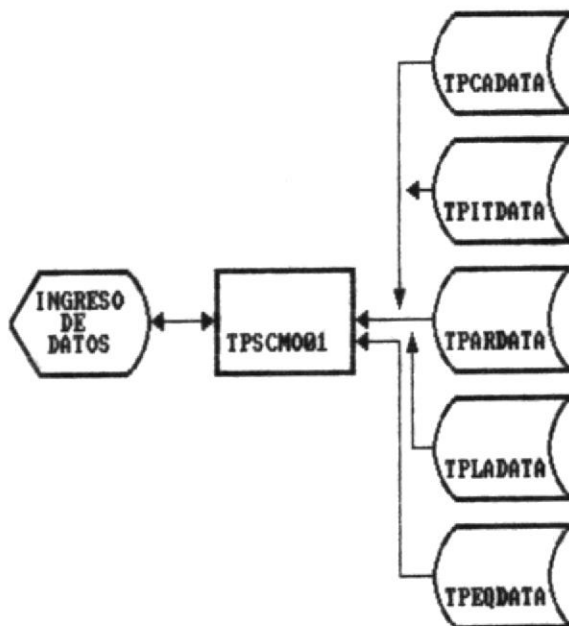 TPCADATA
TPITDATA
INGRESO
DE
DATOS
TPSCM001
TPARDATA
TPLADATA
TPEQDATA